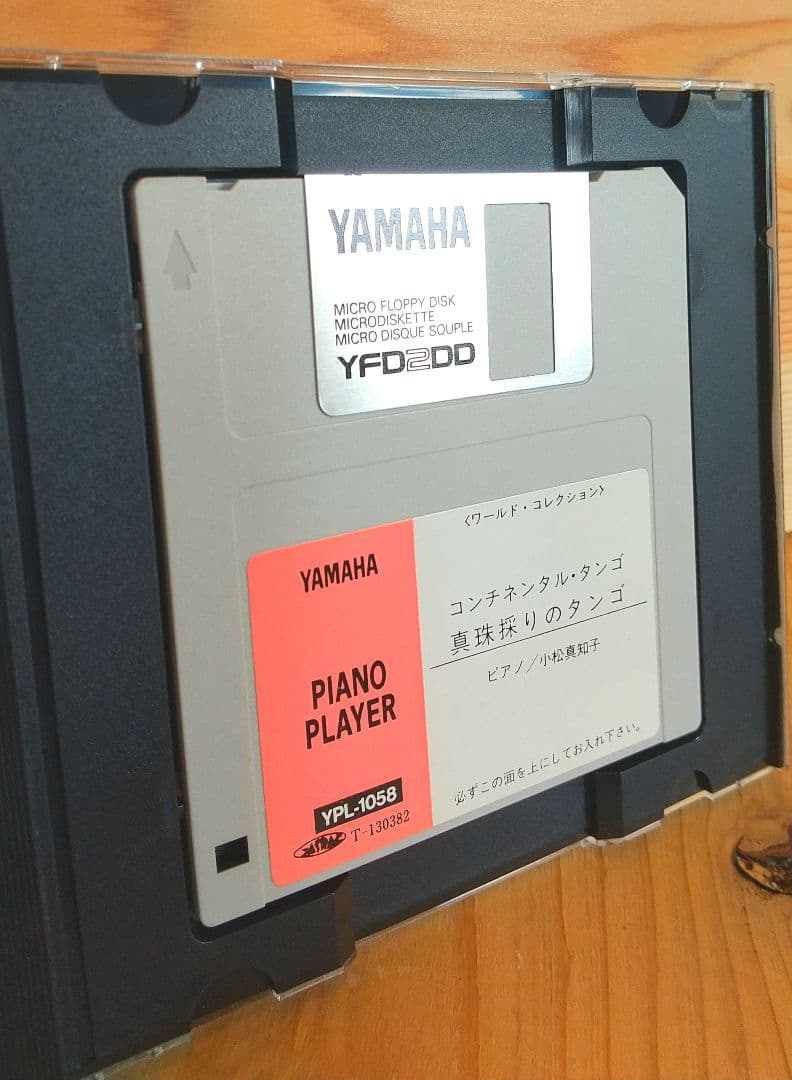 YAMAHA
MICRO FLOPPY DISK
MICRODISKETTE
MICRO DISQUE SOUPLE
YFD2DD
YAMAHA
PIANO
PLAYER
YPL-1058
T-130382
〈ワールド・コレクション〉
コンチネンタル・タンゴ
真珠採りのタンゴ
ピアノ／小松真知子
必ずこの面を上にしてお入れ下さい。